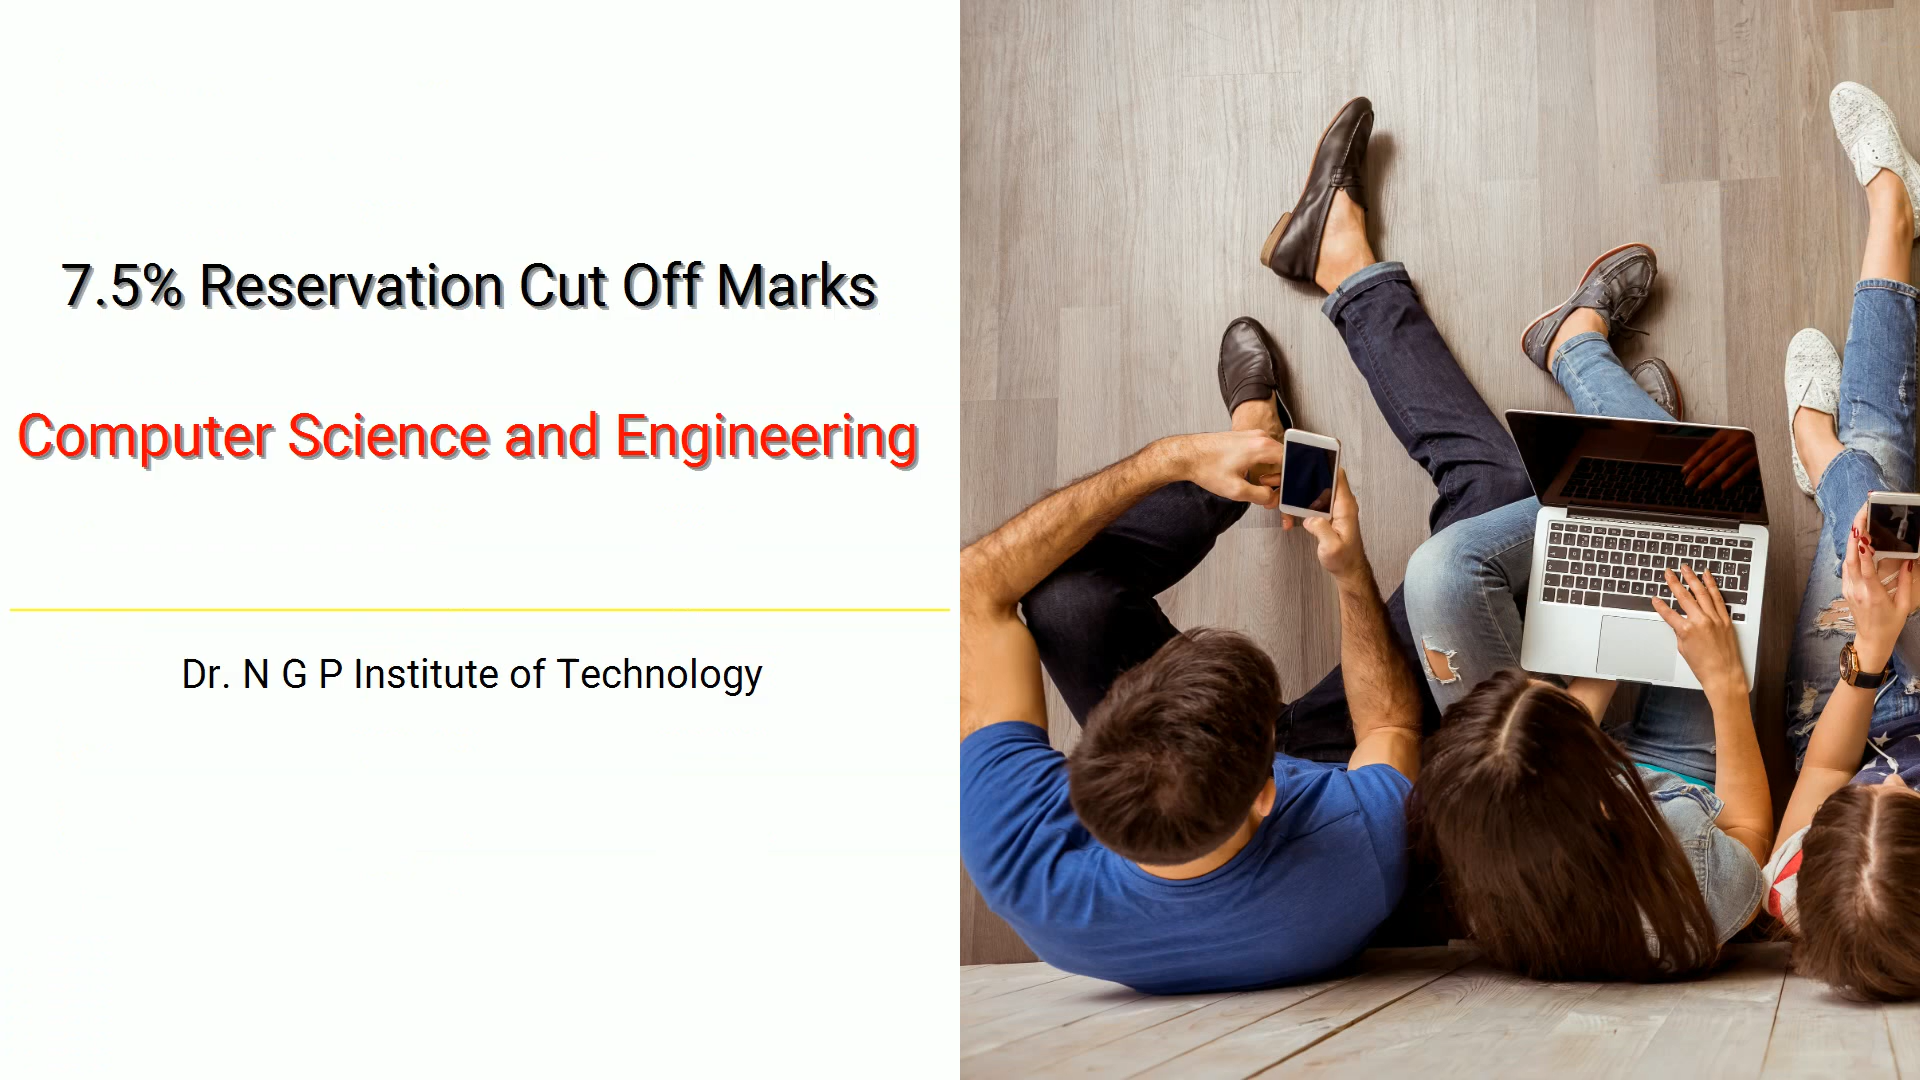 7.5% Reservation Cut Off Marks
Computer Science and Engineering
Dr. N G P Institute of Technology